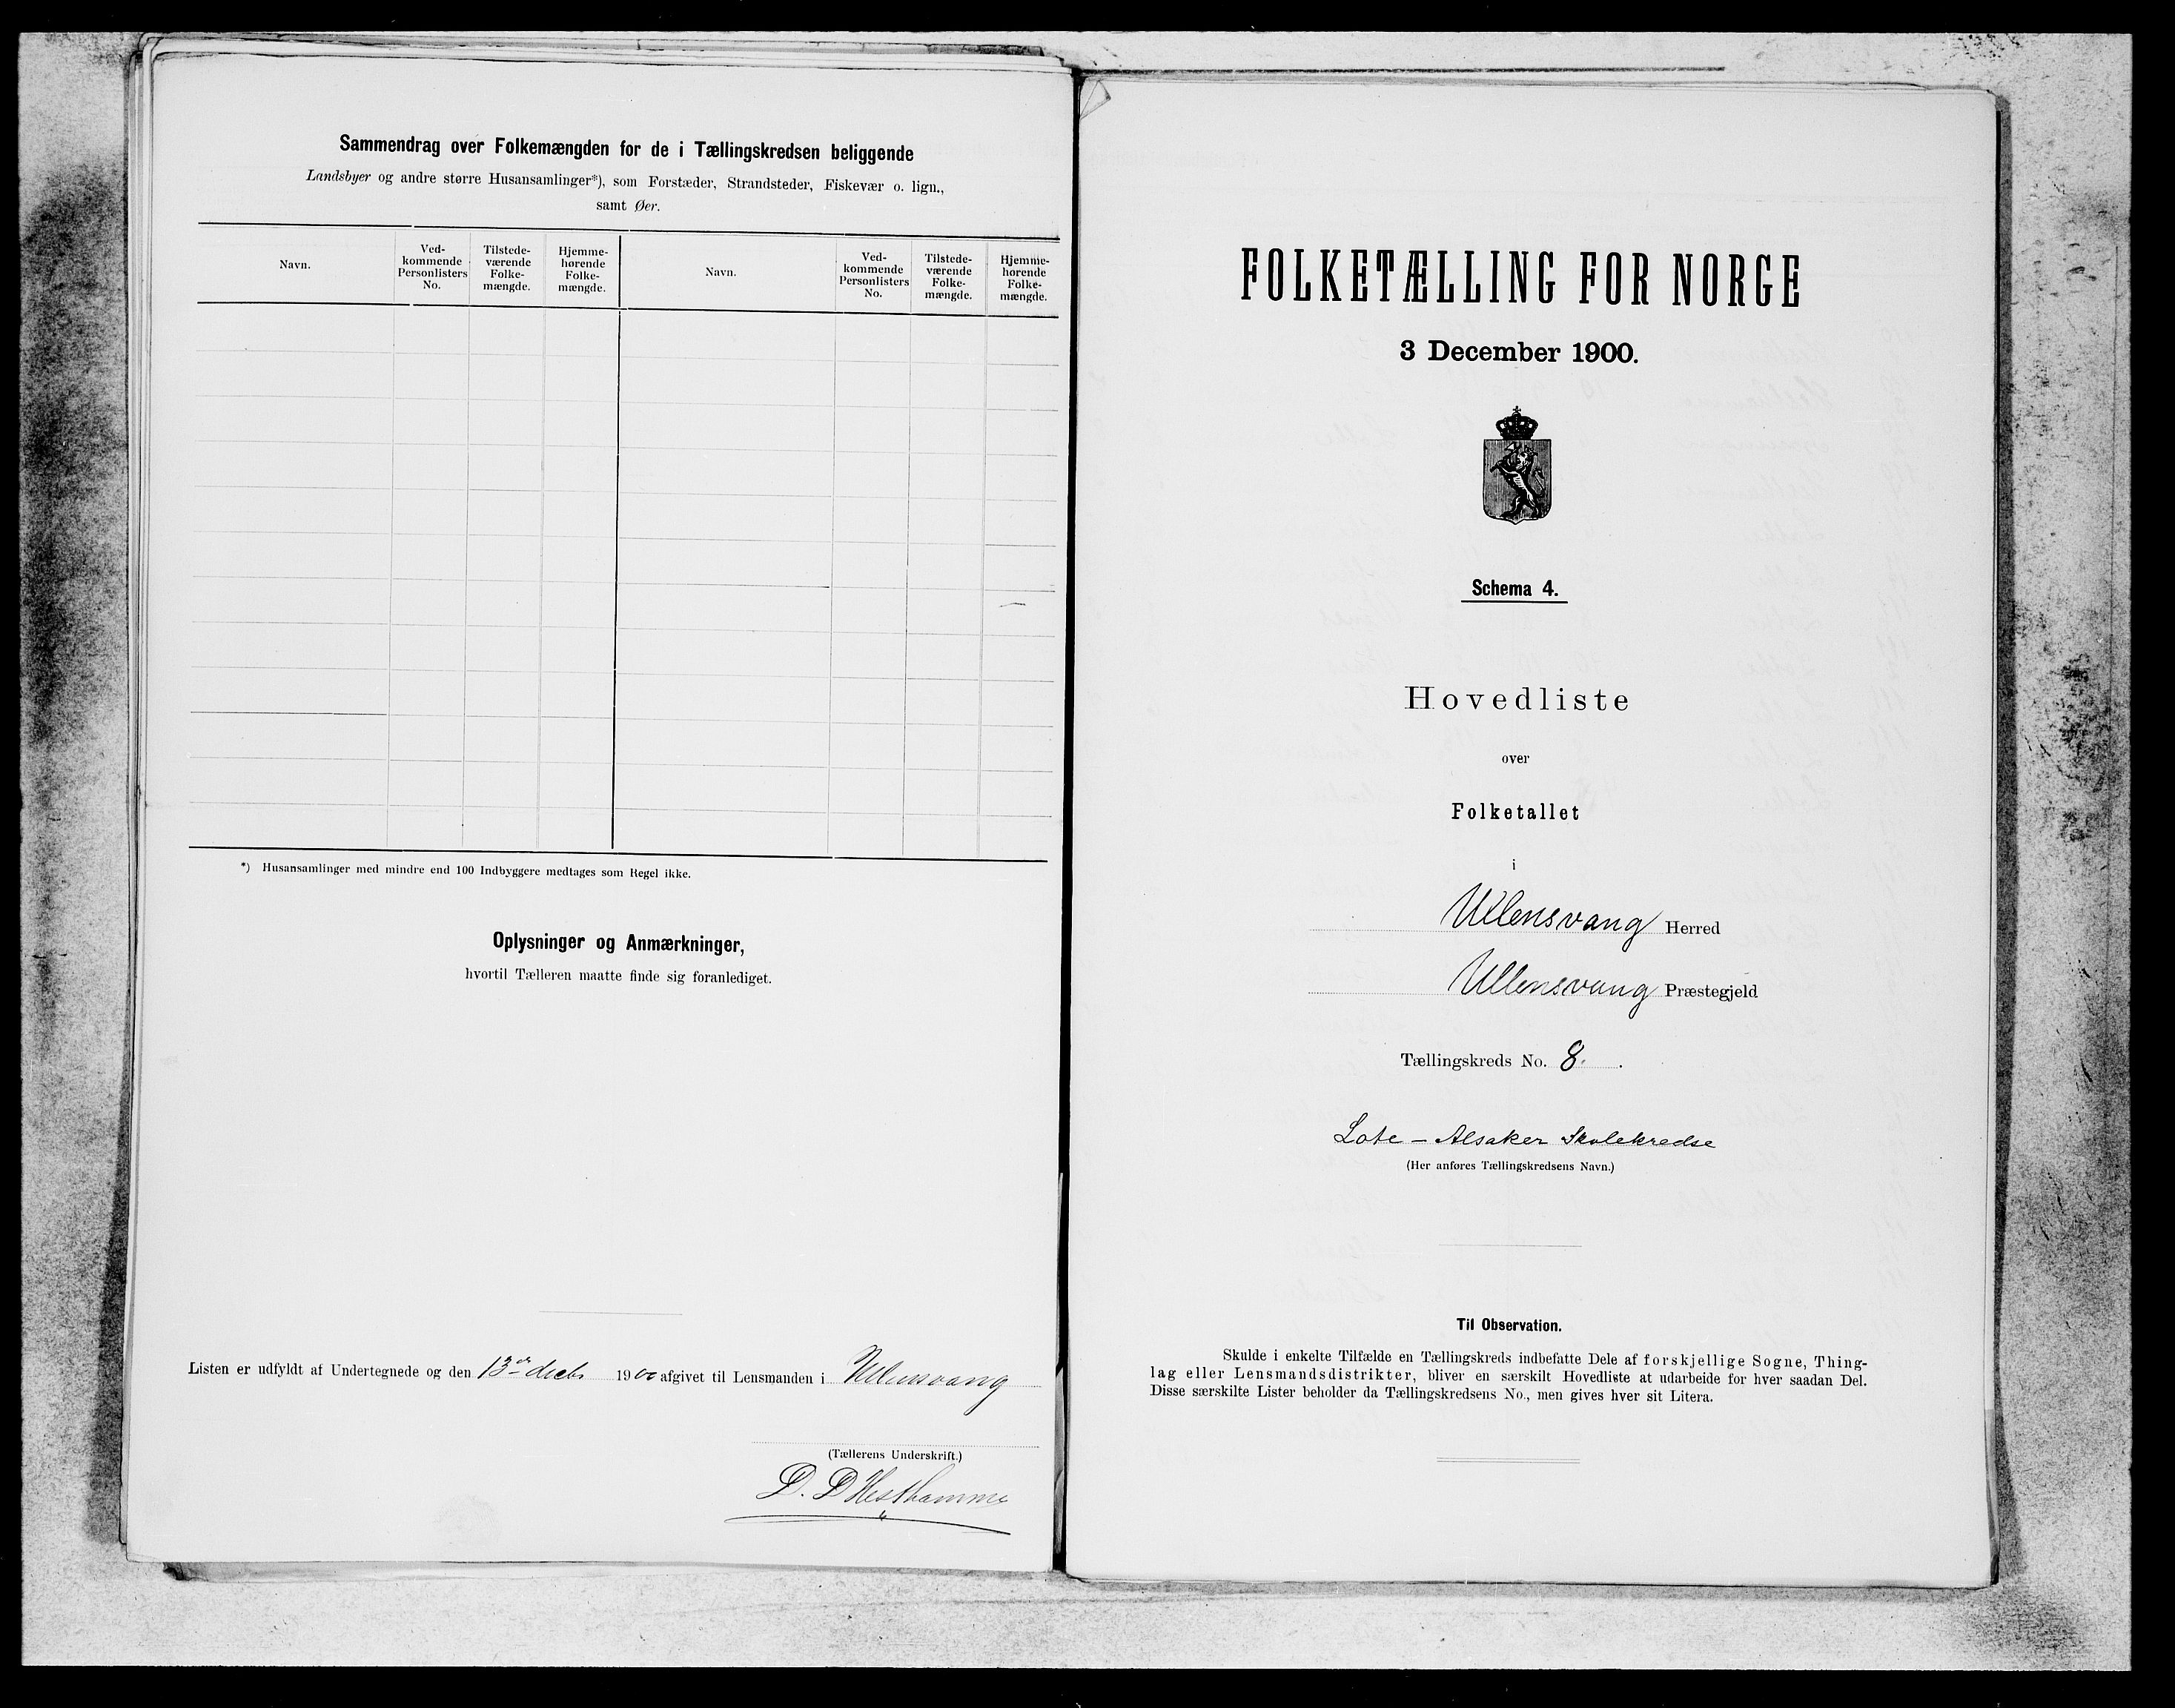 Sammendrag over Folkemængden for de i Tællingskredsen beliggende
Landsbyer og andre større Husansamlinger*), som Forstæder, Strandsteder, Fiskevær o. lign.,
samt Øer.
Navn.
Ved-
kommende
Personlisters
No.
Tilstede-
værende
Folke-
mængde.
Hjemme-
hørende
Folke-
mængde.
Navn.
Ved-
kommende
Personlisters
No.
Tilstede-
værende
Folke-
mængde.
Hjemme-
hørende
Folke-
mængde.
*) Husansamlinger med mindre end 100 Indbyggere medtages som Regel ikke.
Oplysninger og Anmærkninger,
hvortil Tælleren maatte finde sig foranlediget.
Listen er udfyldt af Undertegnede og den 13de decbr 1900 afgivet til Lensmanden i Ullensvang
(Tællerens Underskrift.)
D. D Hesthamme
FOLKETÆLLING FOR NORGE
3 December 1900.
Schema 4.
Hovedliste
over
Folketallet
i
Ullensvang Herred
Ullensvang Præstegjeld
Tællingskreds No. 8.
Lote - Alsaker Skolekredse
(Her anføres Tællingskredsens Navn.)
Til Observation.
Skulde i enkelte Tilfælde en Tællingskreds indbefatte Dele af forskjellige Sogne, Thing-
lag eller Lensmandsdistrikter, bliver en særskilt Hovedliste at udarbeide for hver saadan Del.
Disse særskilte Lister beholder da Tællingskredsens No., men gives hver sit Litera.